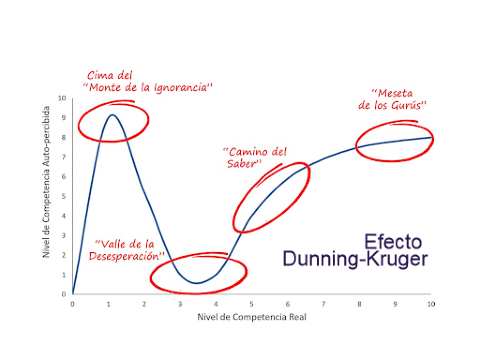 Cima del
"Monte de la Ignorancia"
"Meseta
de los Gurús"
"Camino del
Saber"
"Valle de la
Desesperación"
Efecto
Dunning-Kruger
Nivel de Competencia Auto-percibida
10
9
8
7
6
5
4
3
2
1
0
0 1 2 3 4 5 6 7 8 9 10
Nivel de Competencia Real